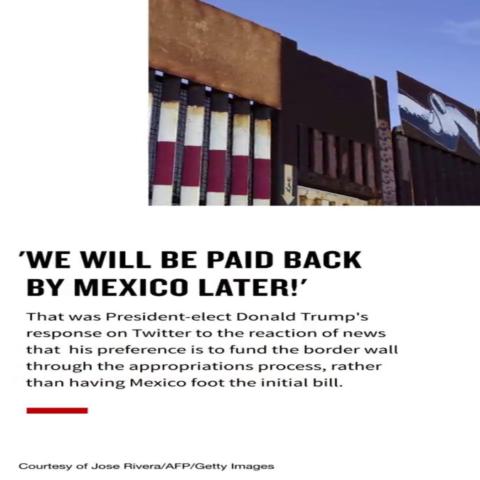 'WE WILL BE PAID BACK
BY MEXICO LATER!'
That was President-elect Donald Trump's
response on Twitter to the reaction of news
that his preference is to fund the border wall
through the appropriations process, rather
than having Mexico foot the initial bill.
Courtesy of Jose Rivera/AFP/Getty Images